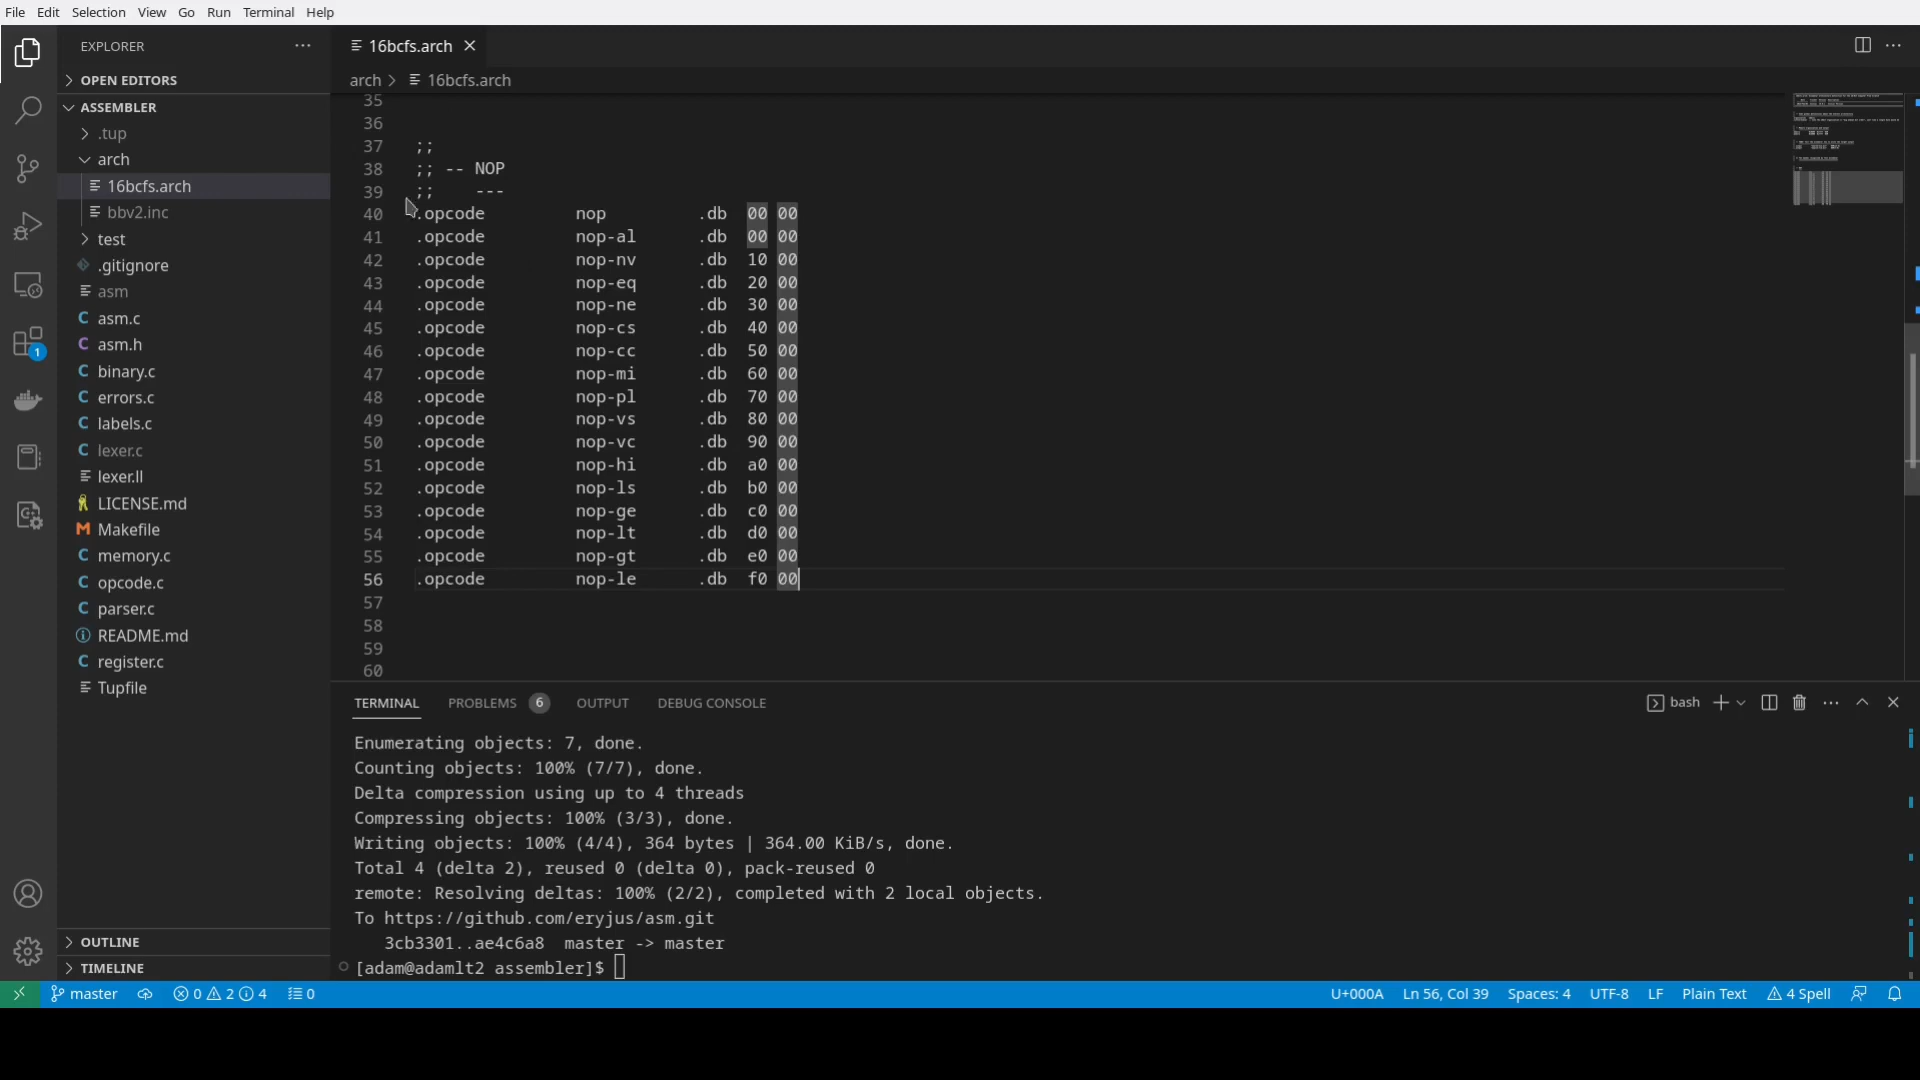 File Edit Selection View Go Run Terminal Help
EXPLORER
16bcfs.arch
OPEN EDITORS
arch > 16bcfs.arch
ASSEMBLER
.tup
arch
16bcfs.arch
bbv2.inc
test
.gitignore
asm
asm.c
asm.h
binary.c
errors.c
labels.c
lexer.c
lexer.ll
LICENSE.md
Makefile
memory.c
opcode.c
parser.c
README.md
register.c
Tupfile
OUTLINE
TIMELINE
1
35
36
37 ;;
38 ;; -- NOP
39 ;;    ---
40 .opcode nop .db 00 00
41 .opcode nop-al .db 00 00
42 .opcode nop-nv .db 10 00
43 .opcode nop-eq .db 20 00
44 .opcode nop-ne .db 30 00
45 .opcode nop-cs .db 40 00
46 .opcode nop-cc .db 50 00
47 .opcode nop-mi .db 60 00
48 .opcode nop-pl .db 70 00
49 .opcode nop-vs .db 80 00
50 .opcode nop-vc .db 90 00
51 .opcode nop-hi .db a0 00
52 .opcode nop-ls .db b0 00
53 .opcode nop-ge .db c0 00
54 .opcode nop-lt .db d0 00
55 .opcode nop-gt .db e0 00
56 .opcode nop-le .db f0 00
57
58
59
60
TERMINAL PROBLEMS 6 OUTPUT DEBUG CONSOLE bash
Enumerating objects: 7, done.
Counting objects: 100% (7/7), done.
Delta compression using up to 4 threads
Compressing objects: 100% (3/3), done.
Writing objects: 100% (4/4), 364 bytes | 364.00 KiB/s, done.
Total 4 (delta 2), reused 0 (delta 0), pack-reused 0
remote: Resolving deltas: 100% (2/2), completed with 2 local objects.
To https://github.com/eryjus/asm.git
   3cb3301..ae4c6a8  master -> master
[adam@adamlt2 assembler]$
master 0 2 4 0 U+000A Ln 56, Col 39 Spaces: 4 UTF-8 LF Plain Text 4 Spell